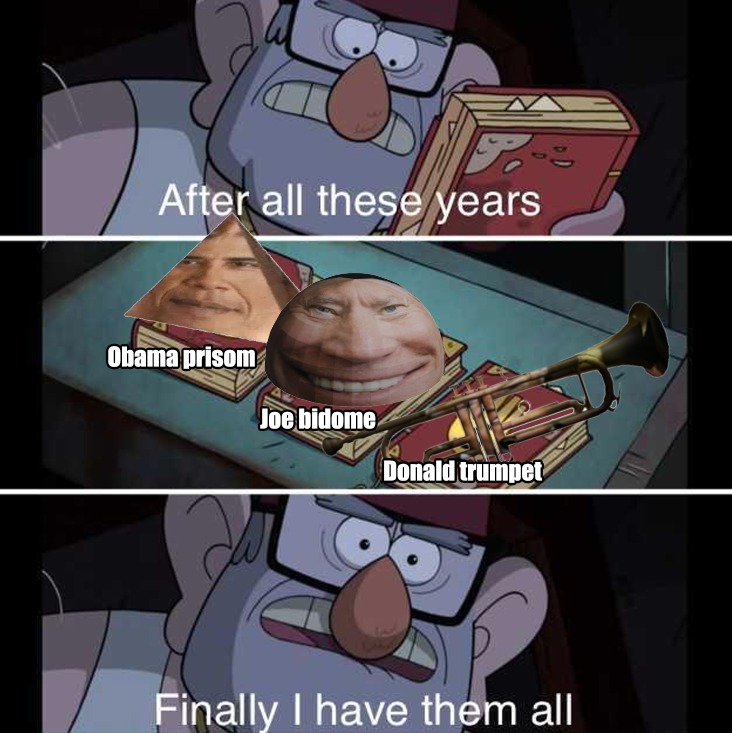 After all these years
Obama prisom
Joe bidome
Donald trumpet
Finally I have them all